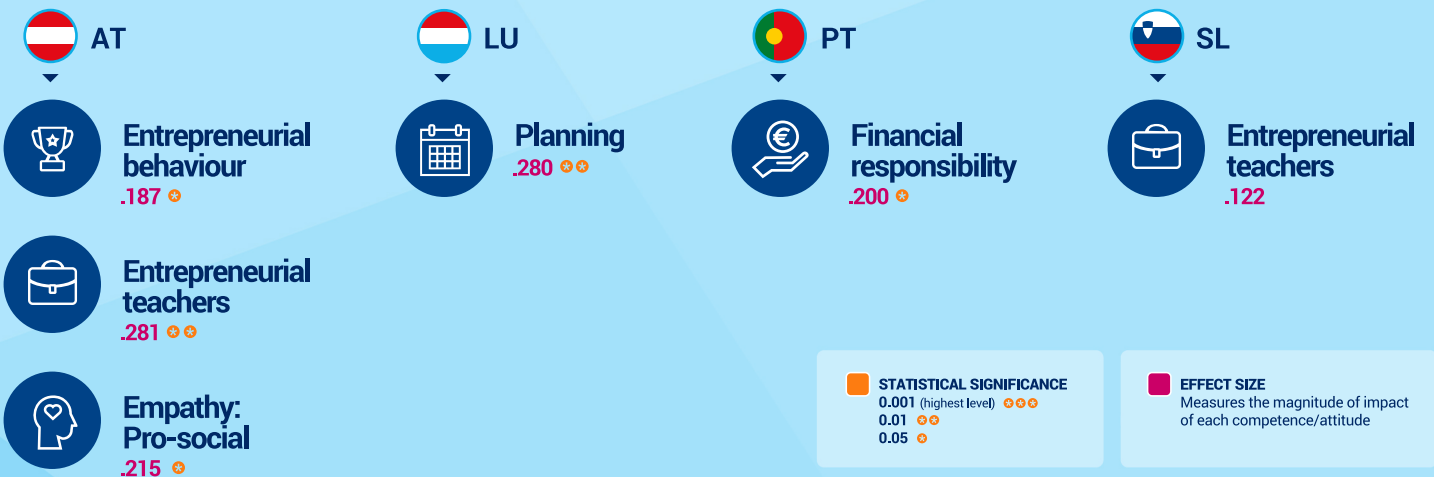 AT
Entrepreneurial
behaviour
.187 ✪
Entrepreneurial
teachers
.281 ✪✪
Empathy:
Pro-social
.215 ✪
LU
Planning
.280 ✪✪
PT
€
Financial
responsibility
.200 ✪
SL
Entrepreneurial
teachers
.122
STATISTICAL SIGNIFICANCE
0.001 (highest level) ✪✪✪
0.01 ✪✪
0.05 ✪
EFFECT SIZE
Measures the magnitude of impact
of each competence/attitude